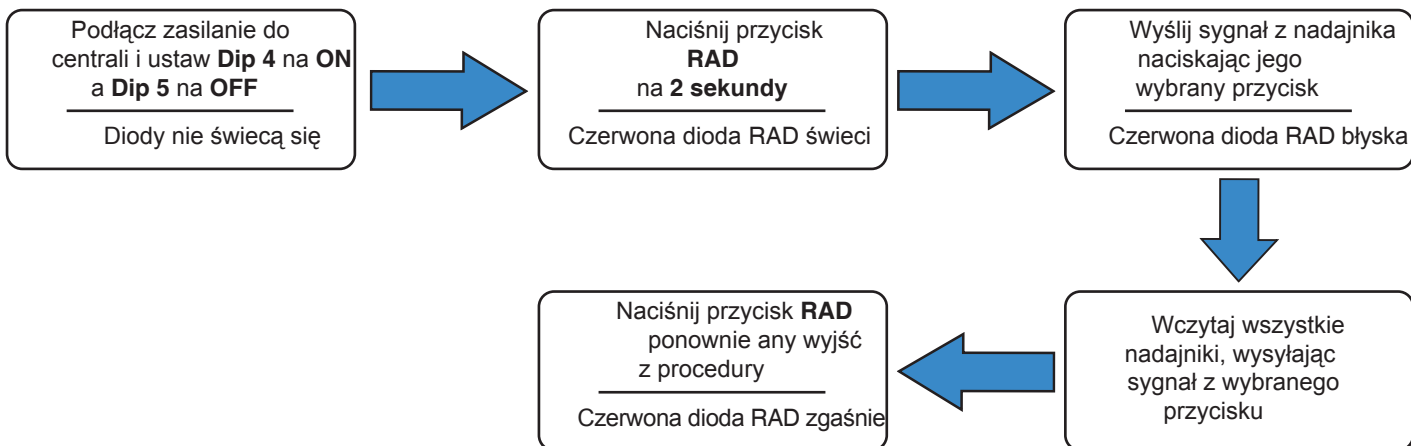 Podłącz zasilanie do
centrali i ustaw Dip 4 na ON
a Dip 5 na OFF
Diody nie świecą się
Naciśnij przycisk
RAD
na 2 sekundy
Czerwona dioda RAD świeci
Wyślij sygnał z nadajnika
naciskając jego
wybrany przycisk
Czerwona dioda RAD błyska
Wczytaj wszystkie
nadajniki, wysyłając
sygnał z wybranego
przycisku
Naciśnij przycisk RAD
ponownie any wyjść
z procedury
Czerwona dioda RAD zgaśnie